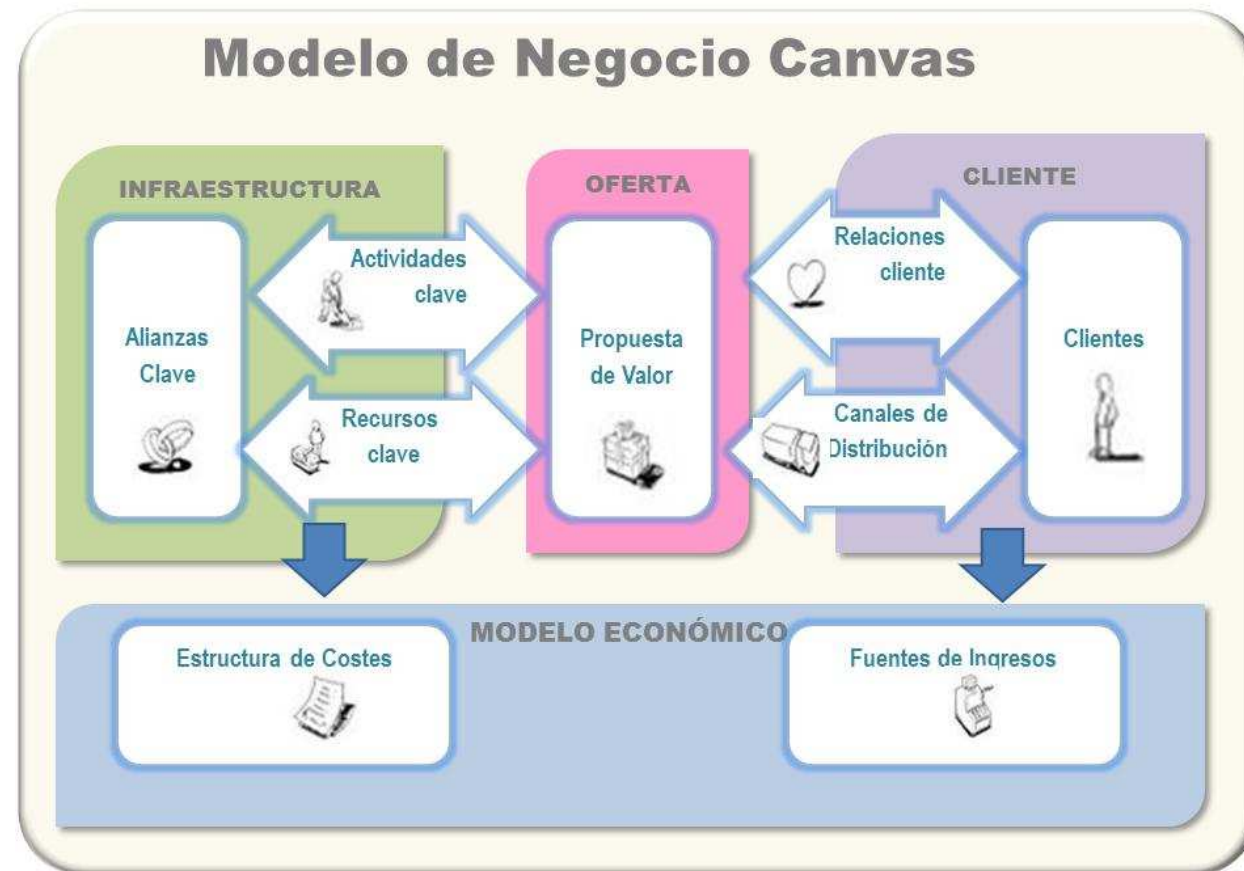 Modelo de Negocio Canvas
INFRAESTRUCTURA
Alianzas
Clave
Actividades
clave
Recursos
clave
OFERTA
Propuesta
de Valor
CLIENTE
Relaciones
cliente
Canales de
Distribución
Clientes
MODELO ECONÓMICO
Estructura de Costes
Fuentes de Ingresos